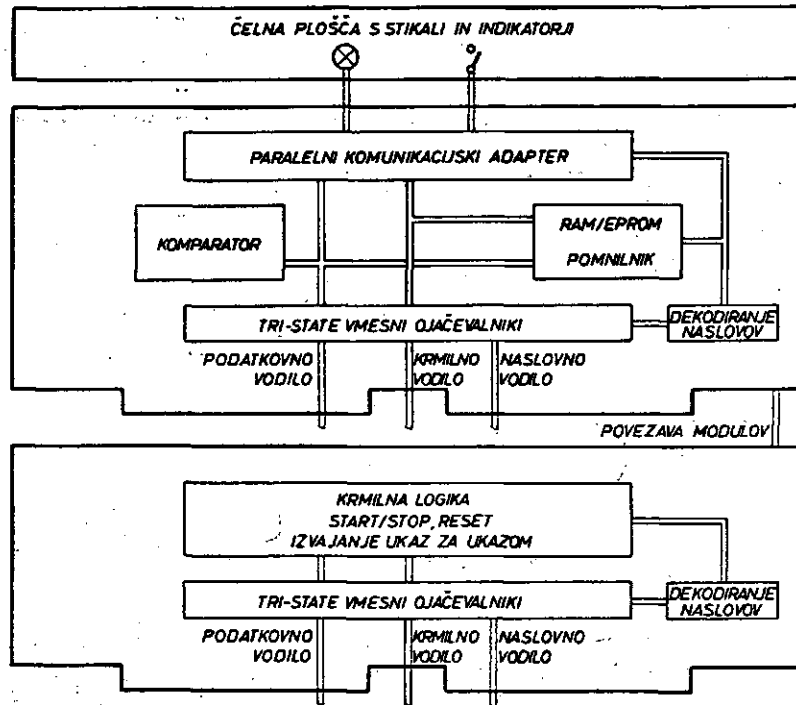 ČELNA PLOŠČA S STIKALI IN INDIKATORJI
PARALELNI KOMUNIKACIJSKI ADAPTER
KOMPARATOR
RAM/EPROM
POMNILNIK
TRI-STATE VMESNI OJAČEVALNIKI
DEKODIRANJE
NASLOVOV
PODATKOVNO
VODILO
KRMILNO
VODILO
NASLOVNO
VODILO
POVEZAVA MODULOV
KRMILNA LOGIKA
START/STOP, RESET
IZVAJANJE UKAZ ZA UKAZOM
TRI-STATE VMESNI OJAČEVALNIKI
DEKODIRANJE
NASLOVOV
PODATKOVNO
VODILO
KRMILNO
VODILO
NASLOVNO
VODILO